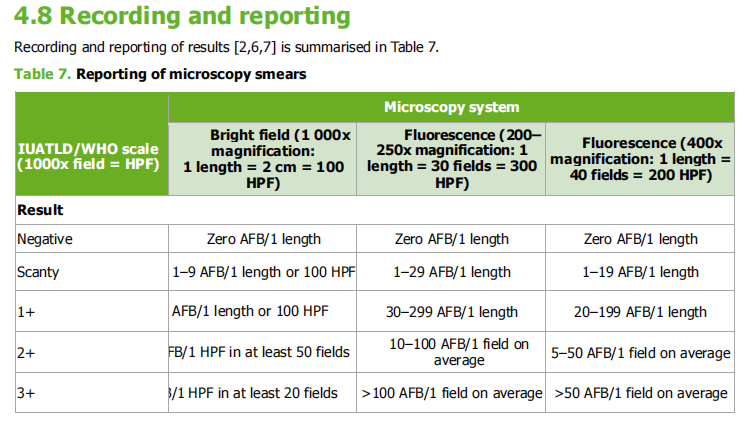 4.8 Recording and reporting
Recording and reporting of results [2,6,7] is summarised in Table 7.
Table 7. Reporting of microscopy smears
IUATLD/WHO scale
(1000x field = HPF)
Microscopy system
Bright field (1 000x
magnification:
1 length = 2 cm = 100
HPF)
Fluorescence (200–
250x magnification: 1
length = 30 fields = 300
HPF)
Fluorescence (400x
magnification: 1 length =
40 fields = 200 HPF)
Result
Negative
Zero AFB/1 length
Zero AFB/1 length
Zero AFB/1 length
Scanty
1–9 AFB/1 length or 100 HPF
1–29 AFB/1 length
1–19 AFB/1 length
1+
AFB/1 length or 100 HPF
30–299 AFB/1 length
20–199 AFB/1 length
2+
FB/1 HPF in at least 50 fields
10–100 AFB/1 field on
average
5–50 AFB/1 field on average
3+
/1 HPF in at least 20 fields
>100 AFB/1 field on average
>50 AFB/1 field on average